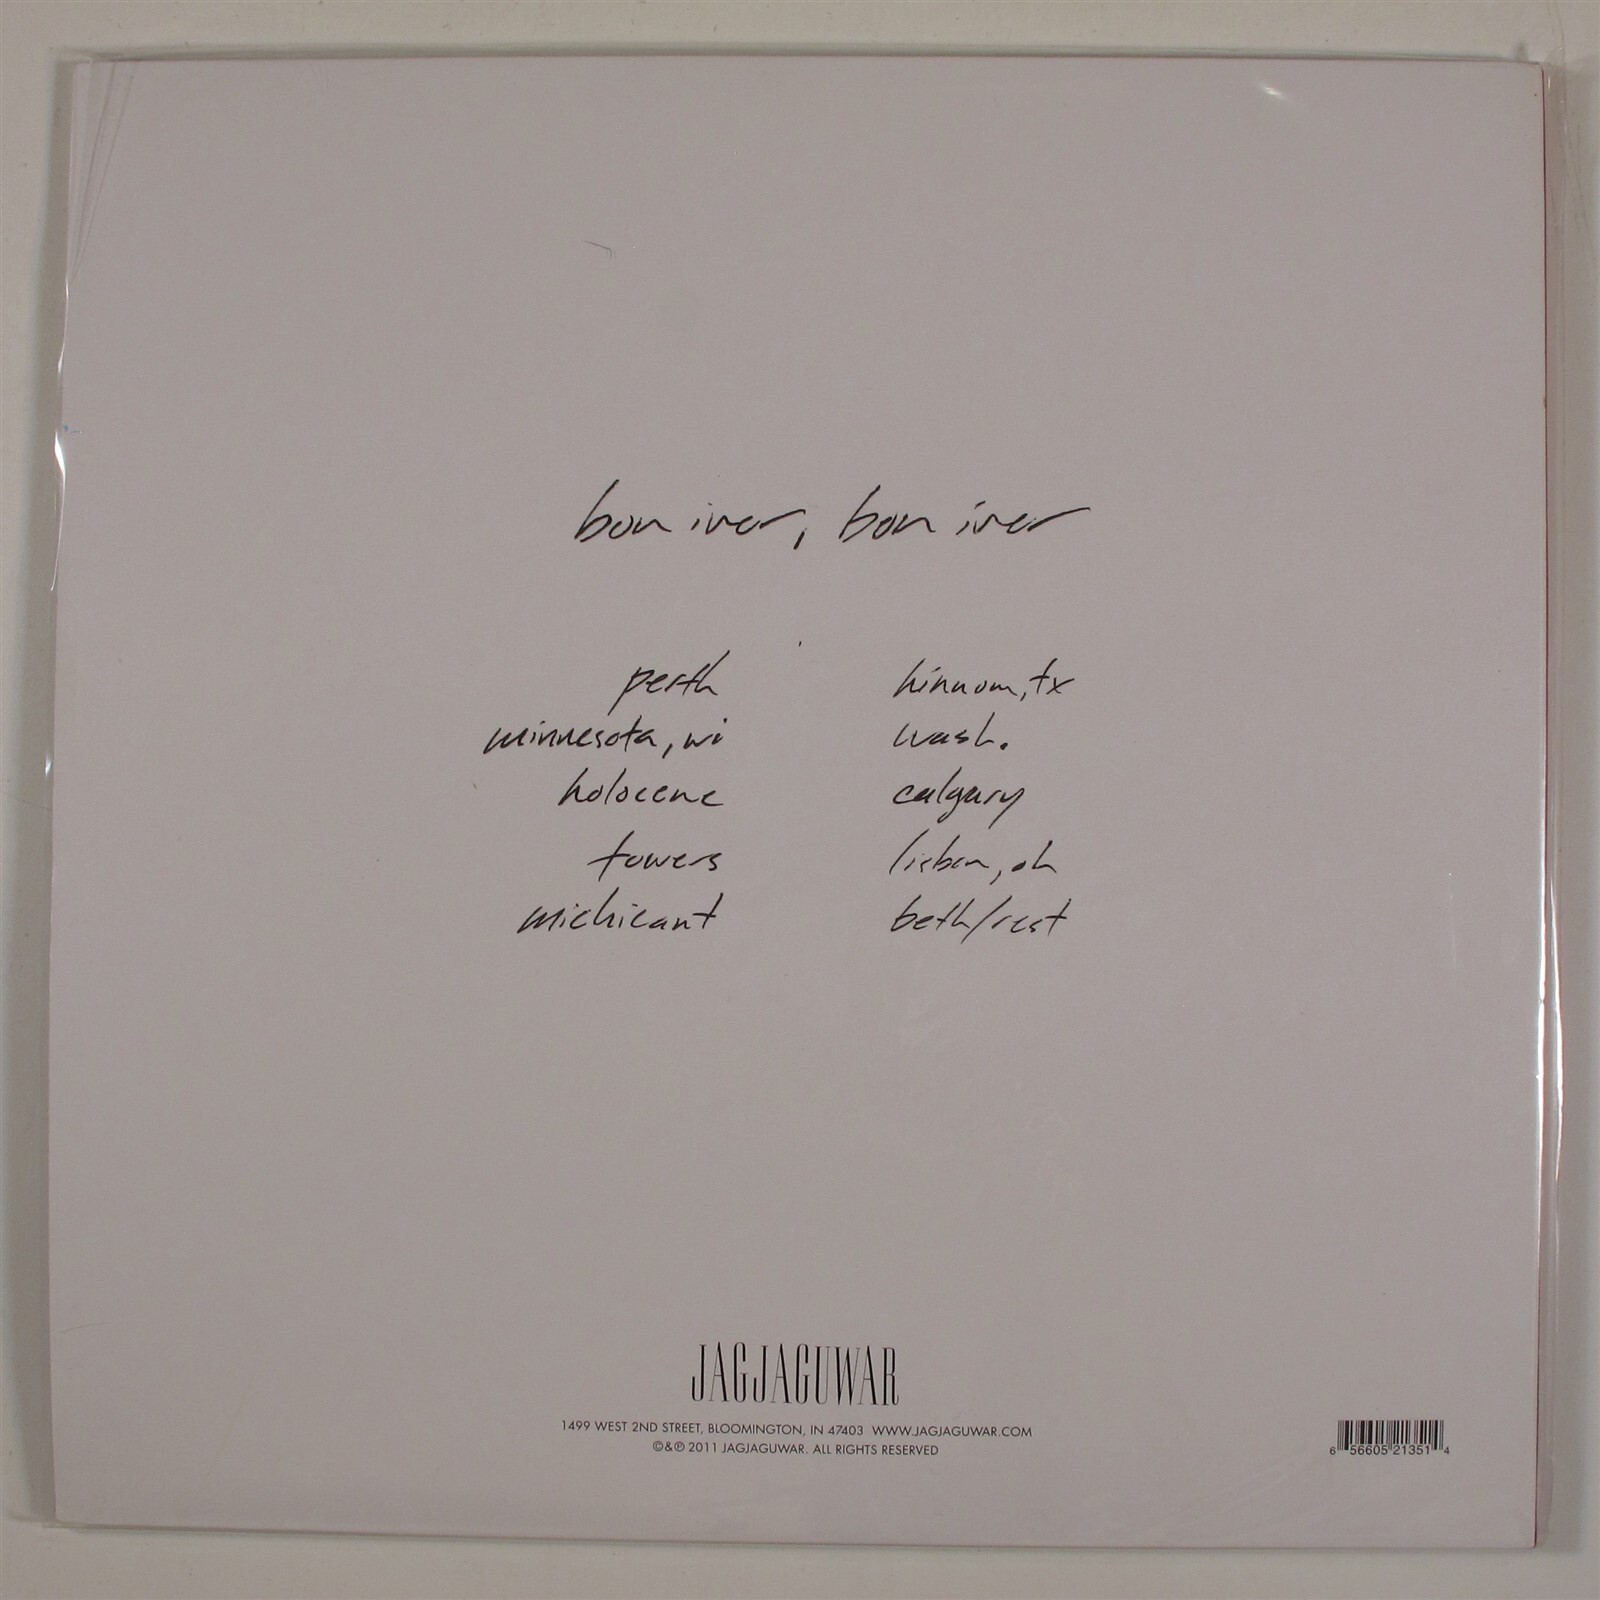 bon iver, bon iver
perth
minnesota, wi
holocene
towers
michicant
hinnom, tx
wash.
calgary
lisbon, oh
beth/rest
JAGJAGUWAR
1499 WEST 2ND STREET, BLOOMINGTON, IN 47403 WWW.JAGJAGUWAR.COM
©&℗ 2011 JAGJAGUWAR. ALL RIGHTS RESERVED
6 56605 21351 4